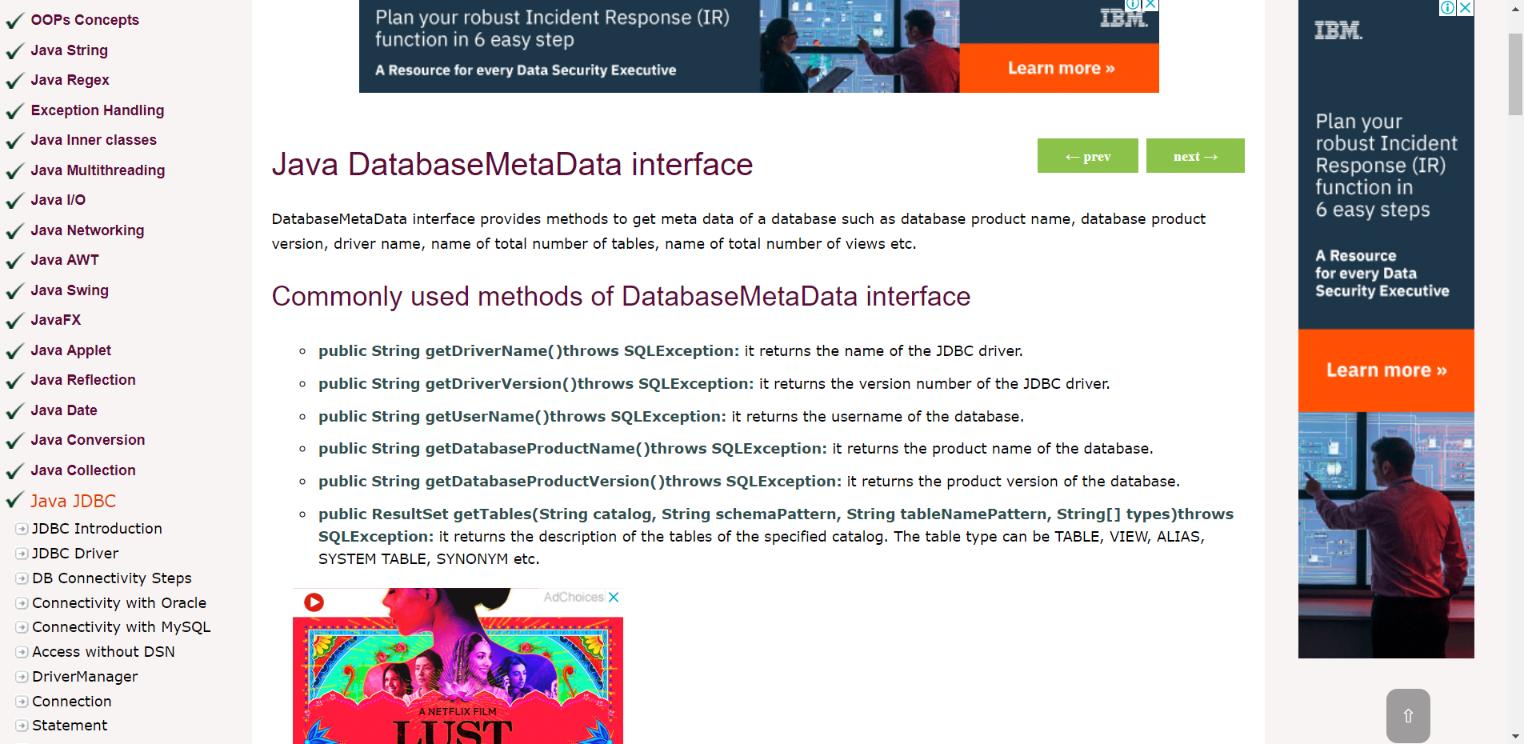 OOPs Concepts
Java String
Java Regex
Exception Handling
Java Inner classes
Java Multithreading
Java I/O
Java Networking
Java AWT
Java Swing
JavaFX
Java Applet
Java Reflection
Java Date
Java Conversion
Java Collection
Java JDBC
JDBC Introduction
JDBC Driver
DB Connectivity Steps
Connectivity with Oracle
Connectivity with MySQL
Access without DSN
DriverManager
Connection
Statement
Plan your robust Incident Response (IR)
function in 6 easy step
A Resource for every Data Security Executive
IBM.
Learn more »
Java DatabaseMetaData interface
← prev
next →
DatabaseMetaData interface provides methods to get meta data of a database such as database product name, database product
version, driver name, name of total number of tables, name of total number of views etc.
Commonly used methods of DatabaseMetaData interface
public String getDriverName()throws SQLException: it returns the name of the JDBC driver.
public String getDriverVersion()throws SQLException: it returns the version number of the JDBC driver.
public String getUserName()throws SQLException: it returns the username of the database.
public String getDatabaseProductName()throws SQLException: it returns the product name of the database.
public String getDatabaseProductVersion()throws SQLException: it returns the product version of the database.
public ResultSet getTables(String catalog, String schemaPattern, String tableNamePattern, String[] types)throws
SQLException: it returns the description of the tables of the specified catalog. The table type can be TABLE, VIEW, ALIAS,
SYSTEM TABLE, SYNONYM etc.
AdChoices
A NETFLIX FILM
LUST
IBM.
Plan your
robust Incident
Response (IR)
function in
6 easy steps
A Resource
for every Data
Security Executive
Learn more »